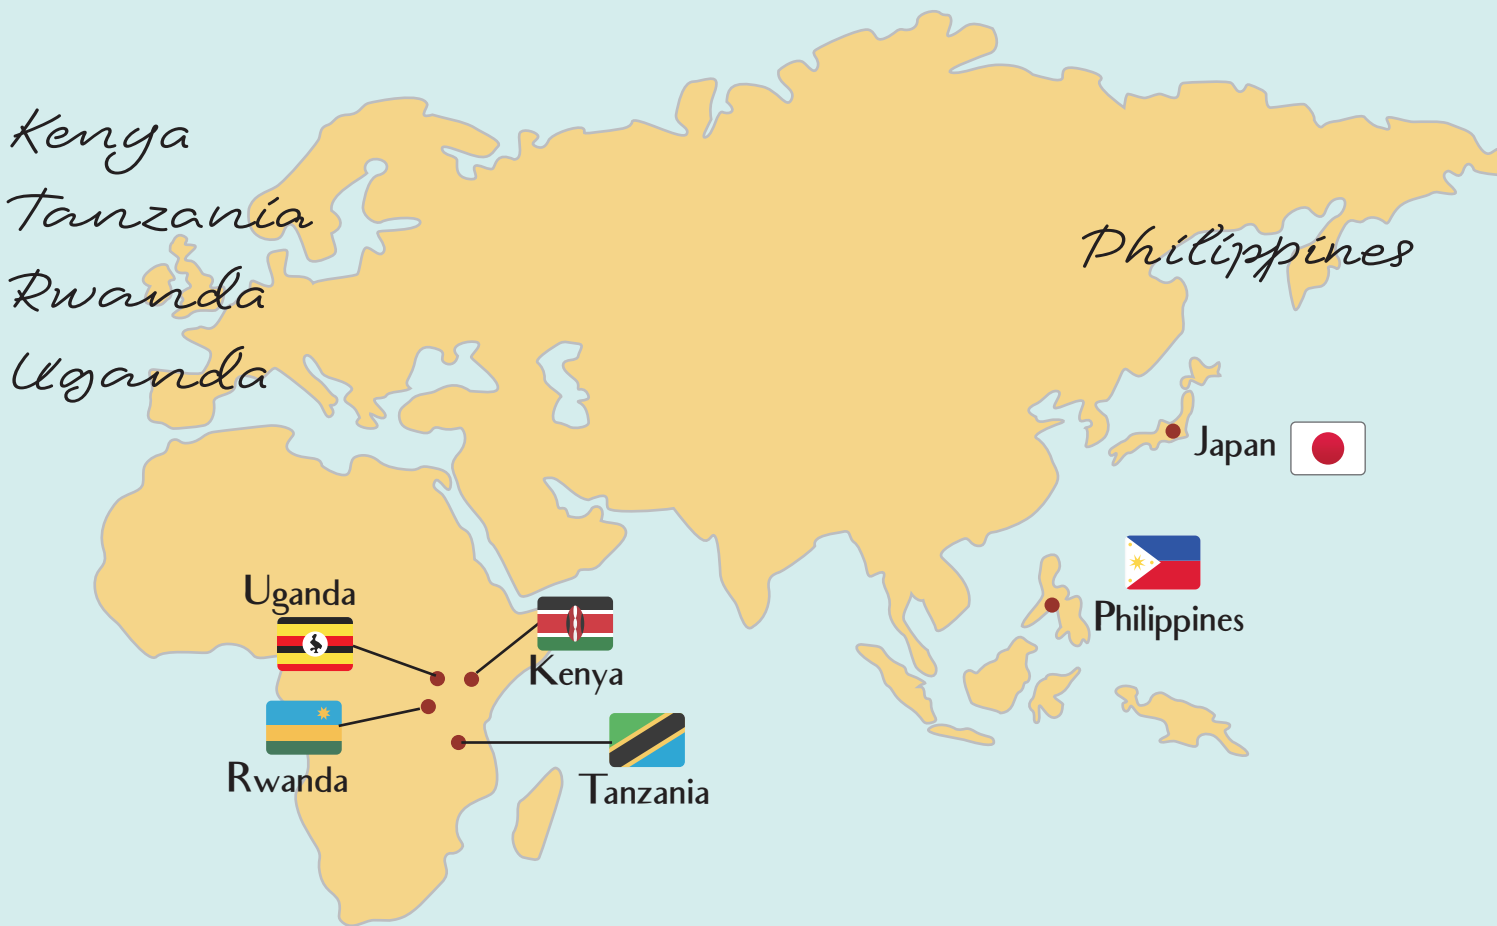 Kenya
Tanzania
Rwanda
Uganda
Philippines
Japan
Philippines
Uganda
Kenya
Rwanda
Tanzania